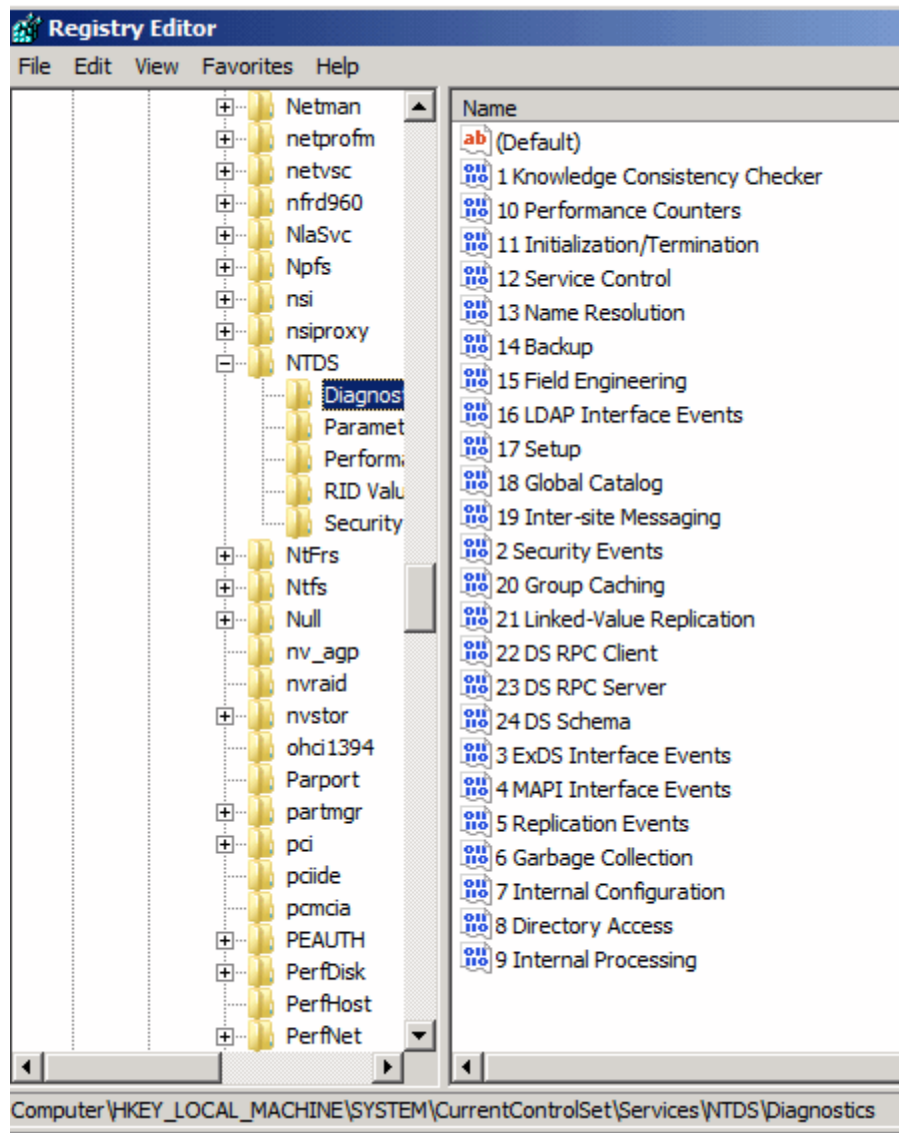 Registry Editor
File Edit View Favorites Help
Netman
netprofm
netvsc
nfrd960
NlaSvc
Npfs
nsi
nsiproxy
NTDS
Diagnost
Paramet
Performa
RID Valu
Security
NtFrs
Ntfs
Null
nv_agp
nvraid
nvstor
ohci1394
Parport
partmgr
pci
pciide
pcmcia
PEAUTH
PerfDisk
PerfHost
PerfNet
Name
(Default)
1 Knowledge Consistency Checker
10 Performance Counters
11 Initialization/Termination
12 Service Control
13 Name Resolution
14 Backup
15 Field Engineering
16 LDAP Interface Events
17 Setup
18 Global Catalog
19 Inter-site Messaging
2 Security Events
20 Group Caching
21 Linked-Value Replication
22 DS RPC Client
23 DS RPC Server
24 DS Schema
3 ExDS Interface Events
4 MAPI Interface Events
5 Replication Events
6 Garbage Collection
7 Internal Configuration
8 Directory Access
9 Internal Processing
Computer\HKEY_LOCAL_MACHINE\SYSTEM\CurrentControlSet\Services\NTDS\Diagnostics